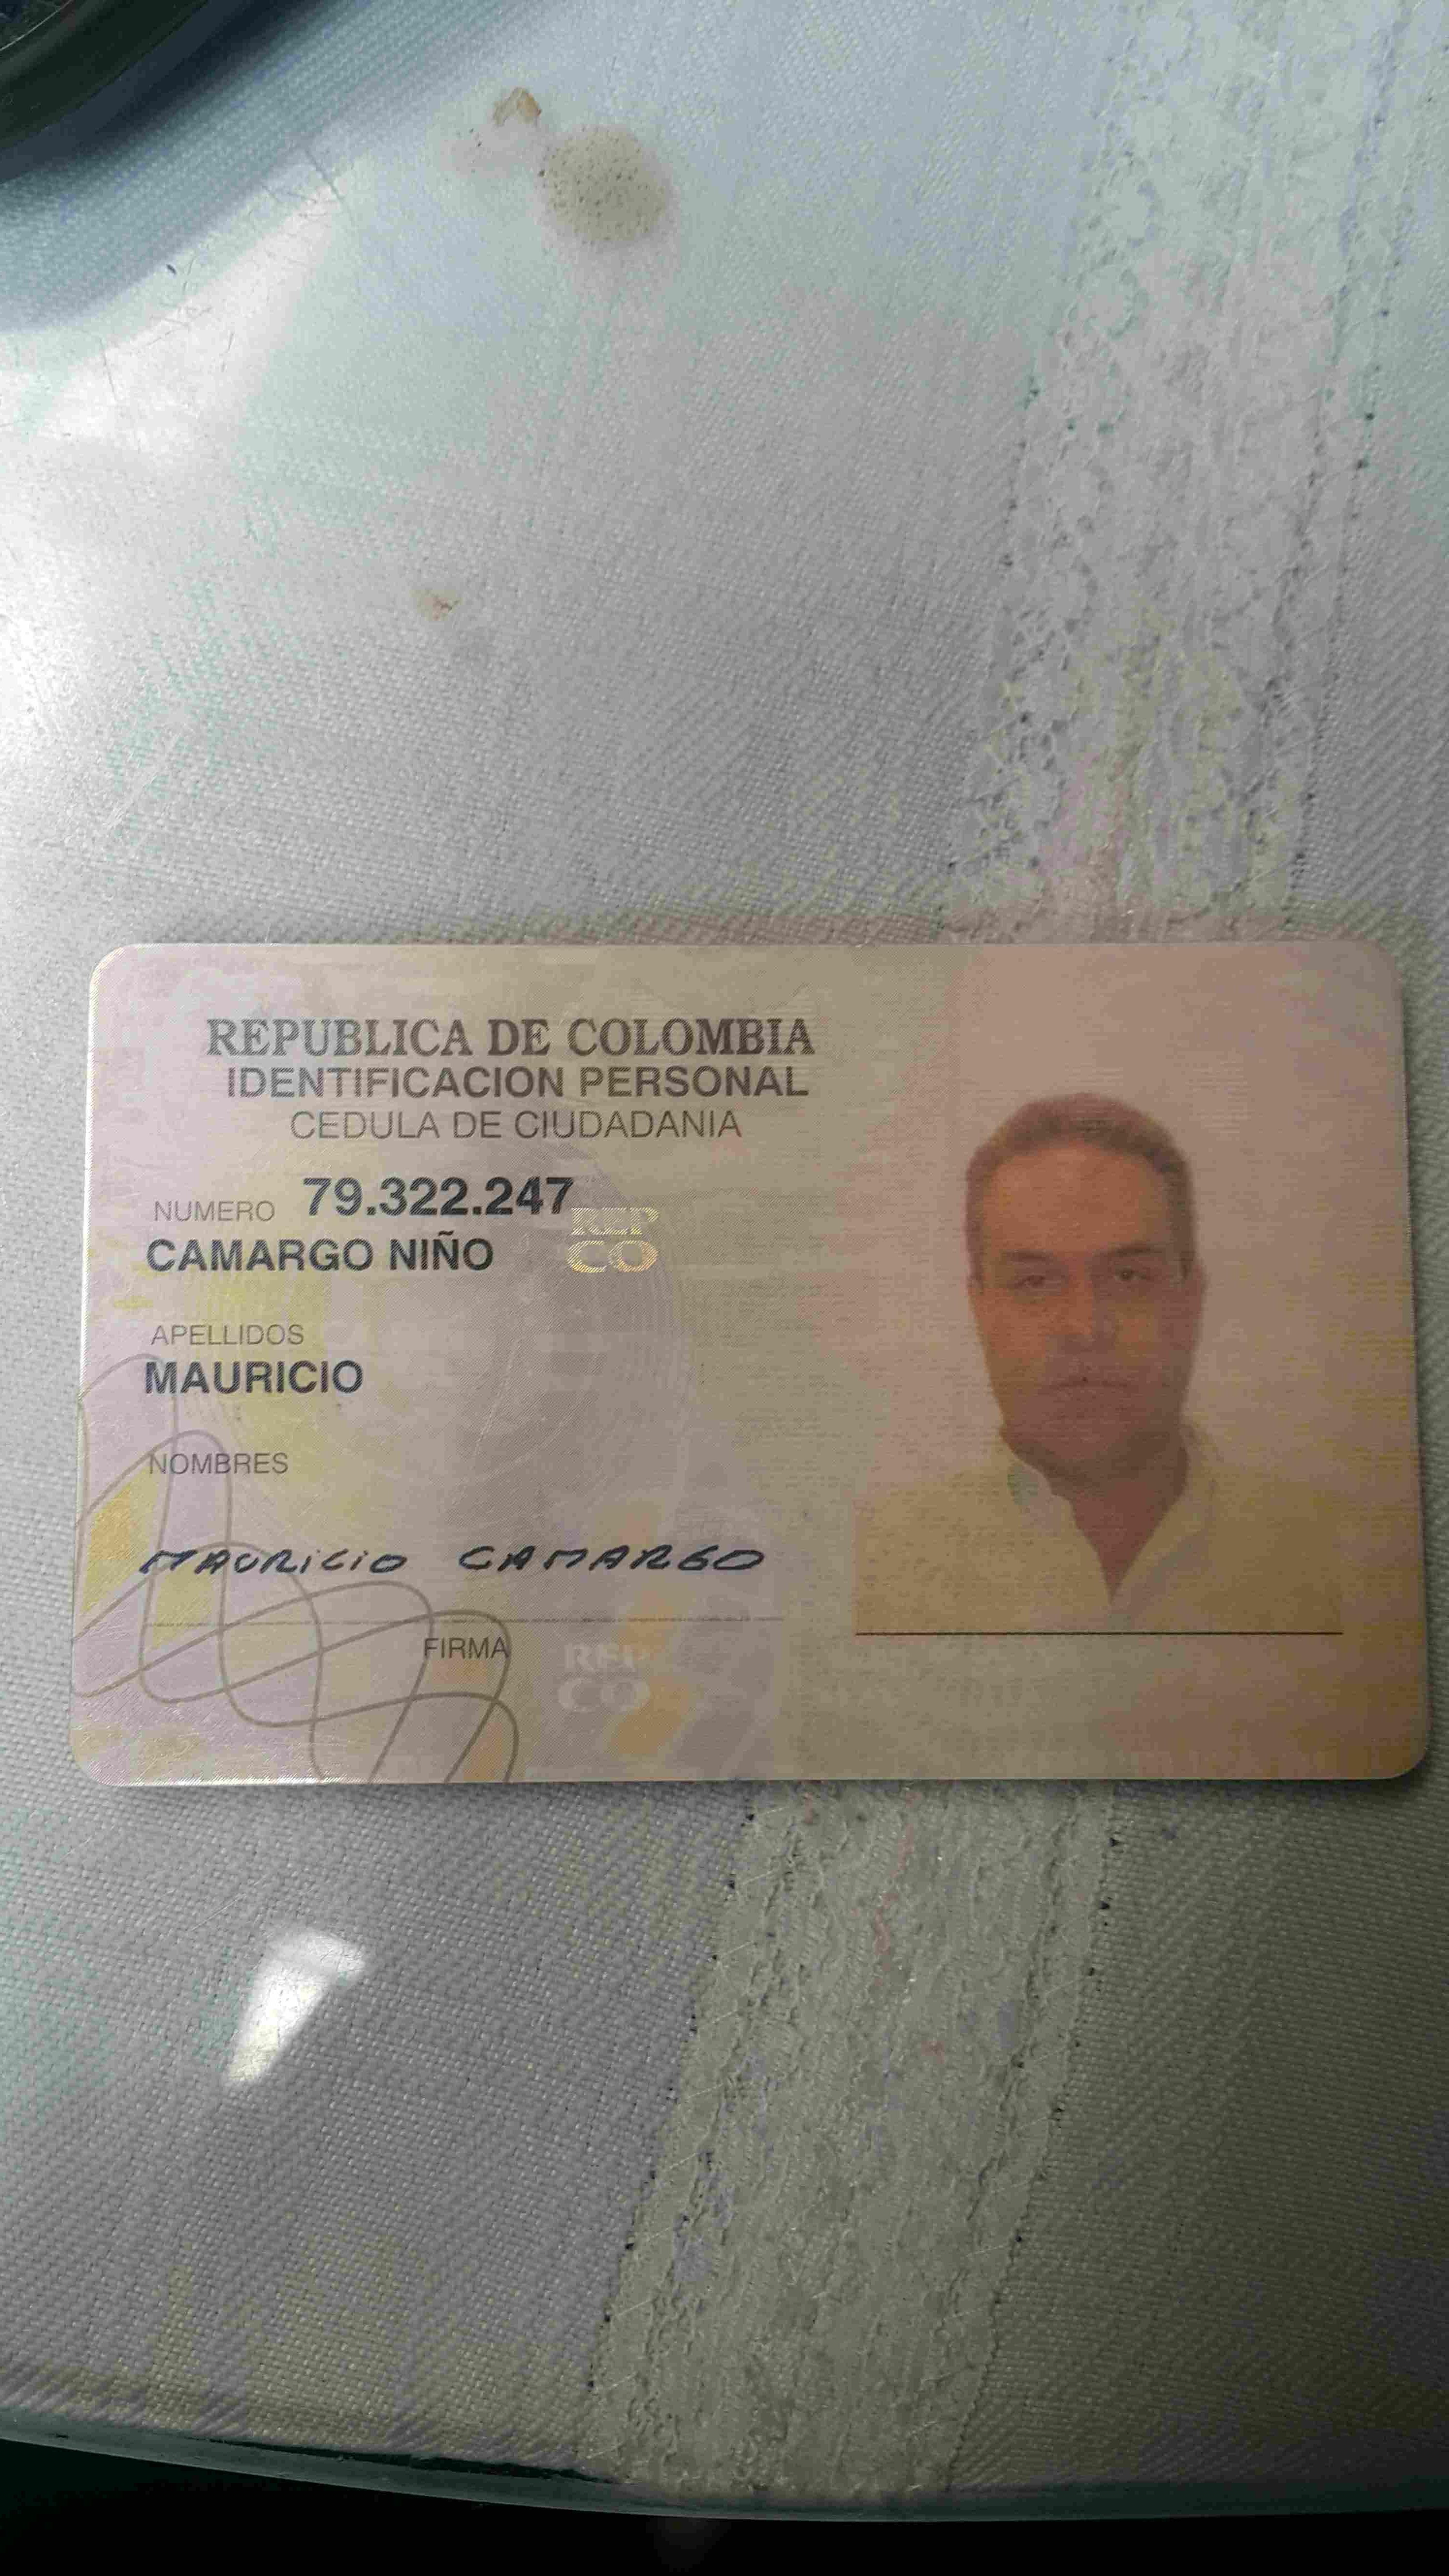 REPUBLICA DE COLOMBIA
IDENTIFICACION PERSONAL
CEDULA DE CIUDADANIA
NUMERO 79.322.247
REP
CO
CAMARGO NIÑO
APELLIDOS
MAURICIO
NOMBRES
MAURICIO CAMARGO
FIRMA
REP
CO